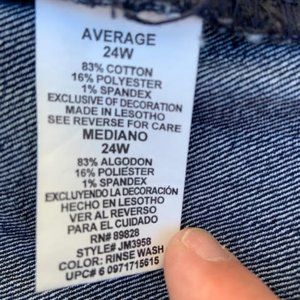 AVERAGE
24W
83% COTTON
16% POLYESTER
1% SPANDEX
EXCLUSIVE OF DECORATION
MADE IN LESOTHO
SEE REVERSE FOR CARE
MEDIANO
24W
83% ALGODON
16% POLIESTER
1% SPANDEX
EXCLUYENDO LA DECORACIÓN
HECHO EN LESOTHO
VER AL REVERSO
PARA EL CUIDADO
RN# 89828
STYLE# JM3958
COLOR: RINSE WASH
UPC# 6 0971715615